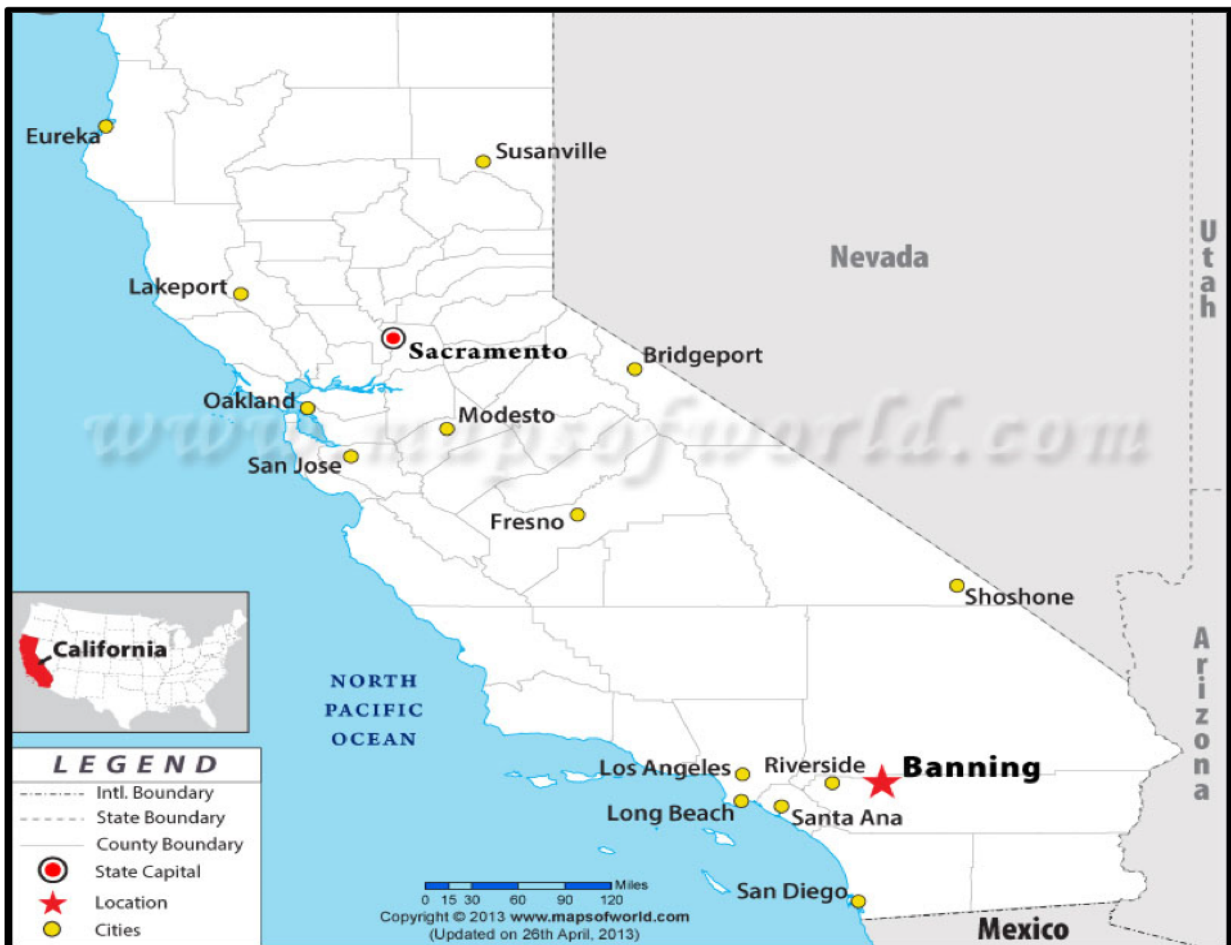 Eureka
Susanville
Nevada
Utah
Lakeport
Sacramento
Bridgeport
Oakland
Modesto
www.mapsofworld.com
San Jose
Fresno
Shoshone
Arizona
California
NORTH
PACIFIC
OCEAN
LEGEND
Intl. Boundary
State Boundary
County Boundary
State Capital
Location
Cities
Los Angeles
Riverside
Banning
Long Beach
Santa Ana
San Diego
Mexico
0 15 30 60 90 120 Miles
Copyright © 2013 www.mapsofworld.com
(Updated on 26th April, 2013)